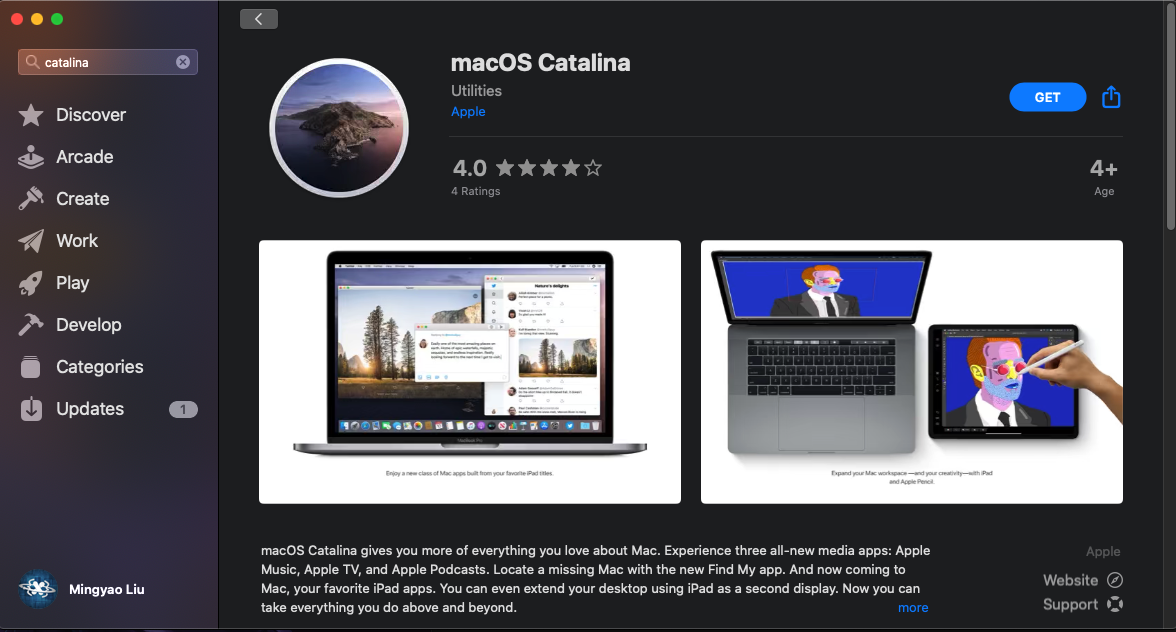 catalina
Discover
Arcade
Create
Work
Play
Develop
Categories
Updates
1
Mingyao Liu
macOS Catalina
Utilities
Apple
GET
4.0
4 Ratings
4+
Age
Nature's delights
Enjoy a new class of Mac apps built from your favorite iPad titles.
Expand your Mac workspace —and your creativity—with iPad
and Apple Pencil.
macOS Catalina gives you more of everything you love about Mac. Experience three all-new media apps: Apple
Music, Apple TV, and Apple Podcasts. Locate a missing Mac with the new Find My app. And now coming to
Mac, your favorite iPad apps. You can even extend your desktop using iPad as a second display. Now you can
take everything you do above and beyond.
more
Apple
Website
Support